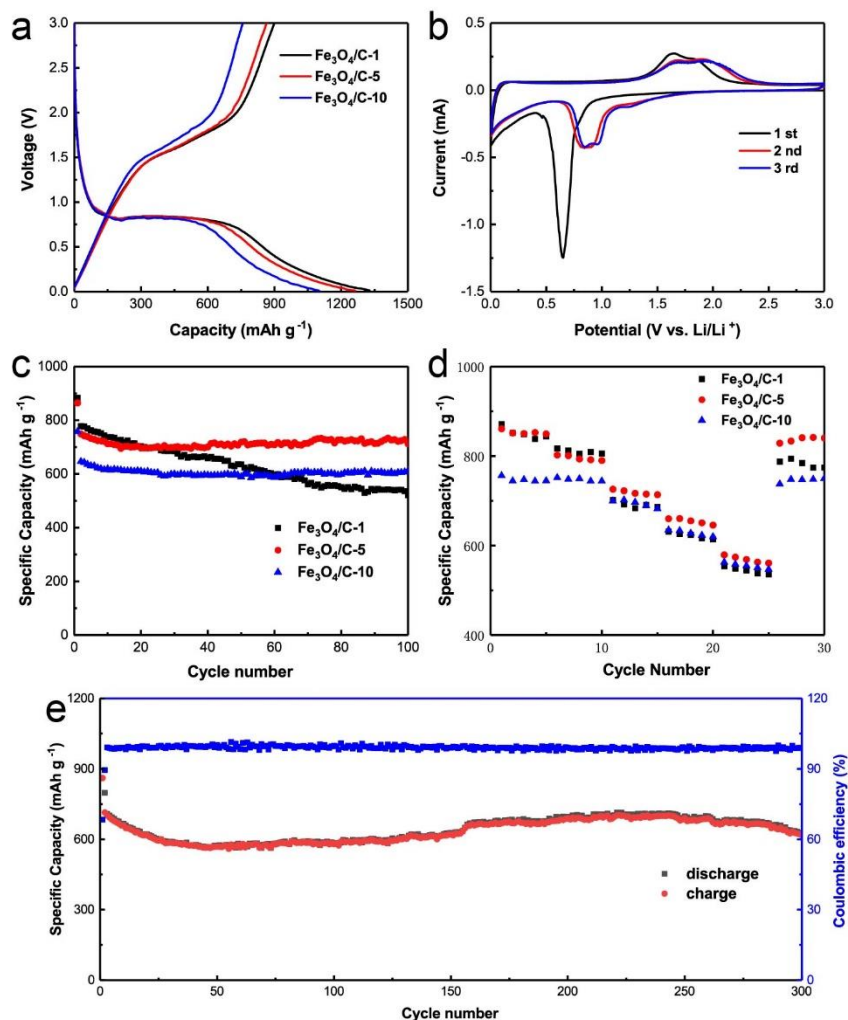 a
3.0
2.5
2.0
1.5
1.0
0.5
0.0
Voltage (V)
Fe₃O₄/C-1
Fe₃O₄/C-5
Fe₃O₄/C-10
0 300 600 900 1200 1500
Capacity (mAh g⁻¹)
b
0.5
0.0
-0.5
-1.0
-1.5
Current (mA)
1 st
2 nd
3 rd
0.0 0.5 1.0 1.5 2.0 2.5 3.0
Potential (V vs. Li/Li⁺)
c
1000
800
600
400
200
0
Specific Capacity (mAh g⁻¹)
Fe₃O₄/C-1
Fe₃O₄/C-5
Fe₃O₄/C-10
0 20 40 60 80 100
Cycle number
d
1000
800
600
400
Specific Capacity (mAh g⁻¹)
Fe₃O₄/C-1
Fe₃O₄/C-5
Fe₃O₄/C-10
0 10 20 30
Cycle Number
e
1200
900
600
300
0
Specific Capacity (mAh g⁻¹)
120
90
60
30
0
Coulombic efficiency (%)
discharge
charge
0 50 100 150 200 250 300
Cycle number